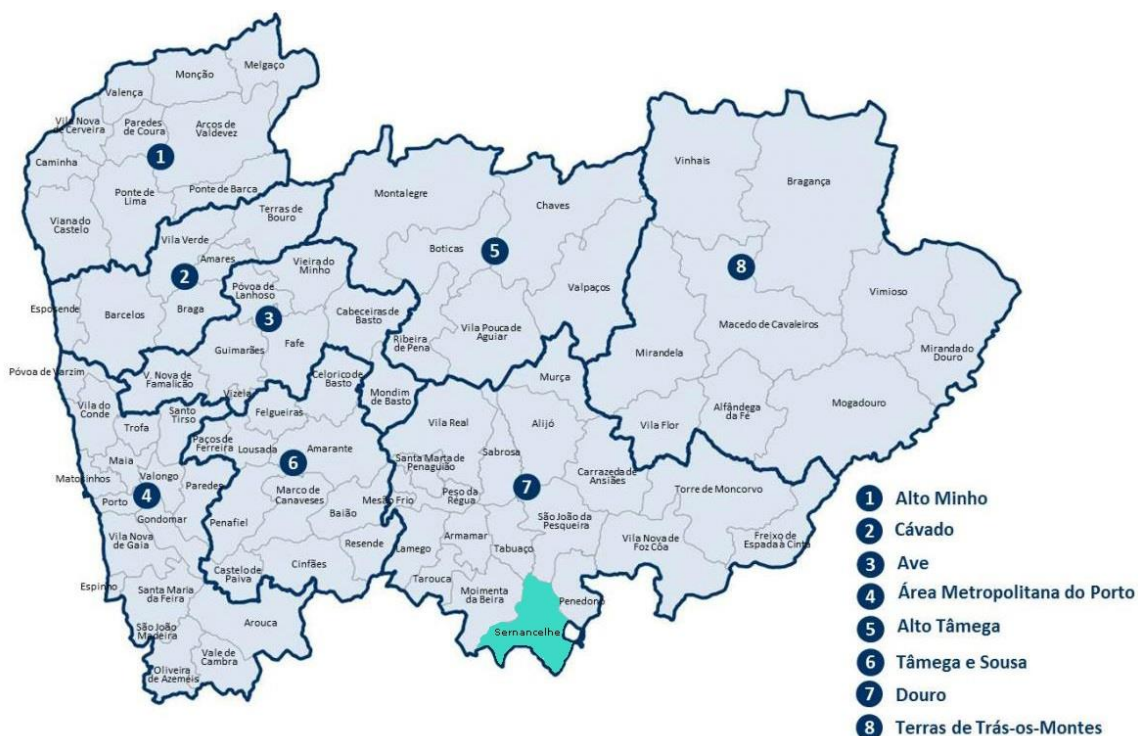 Melgaço
Monção
Valença
Vila Nova
de Cerveira
Paredes
de Coura
Arcos de
Valdevez
Caminha
1
Ponte de
Lima
Ponte de Barca
Viana do
Castelo
Terras de
Bouro
Vila Verde
Amares
2
Esposende
Barcelos
Braga
Vieira do
Minho
Póvoa de
Lanhoso
3
Cabeceiras de
Basto
Guimarães
Fafe
V. Nova de
Famalicão
Vizela
Montalegre
Chaves
Boticas
5
Valpaços
Vila Pouca de
Aguiar
Ribeira
de Pena
Vinhais
Bragança
8
Vimioso
Macedo de Cavaleiros
Miranda do
Douro
Mirandela
Alfândega
da Fé
Mogadouro
Vila Flor
Póvoa de Varzim
Vila do
Conde
Santo
Tirso
Trofa
Maia
Matosinhos
Valongo
4
Paredes
Porto
Gondomar
Vila Nova
de Gaia
Espinho
Santa Maria
da Feira
Arouca
São João
Madeira
Vale de
Cambra
Oliveira
de Azeméis
Celorico de
Basto
Felgueiras
Paços de
Ferreira
Lousada
Amarante
6
Marco de
Canaveses
Baião
Penafiel
Resende
Castelo de
Paiva
Cinfães
Mondim
de Basto
Murça
Vila Real
Alijó
Sabrosa
Santa Marta de
Penaguião
Carrazeda de
Ansiães
Mesão Frio
Peso da
Régua
7
Torre de Moncorvo
São João da
Pesqueira
Armamar
Lamego
Tabuaço
Vila Nova de
Foz Côa
Freixo de
Espada à Cinta
Tarouca
Moimenta
da Beira
Penedono
Sernancelhe
1 Alto Minho
2 Cávado
3 Ave
4 Área Metropolitana do Porto
5 Alto Tâmega
6 Tâmega e Sousa
7 Douro
8 Terras de Trás-os-Montes